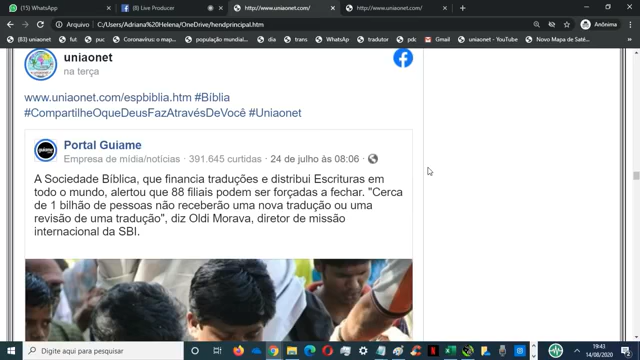 (15) WhatsApp
(8) Live Producer
http://www.uniaonet.com/
http://www.uniaonet.com/
Arquivo
C:/Users/Adriana%20Helena/OneDrive/hendprincipal.htm
Anônima
(83) uniaonet
fut
puc
Coronavírus: o map...
população mundial...
dia
trans
WhatsApp
tradutor
pdc
Gmail
uniaonet - YouTube
Novo Mapa de Saté...
uniaonet
na terça
www.uniaonet.com/espbiblia.htm #Bíblia
#CompartilheOqueDeusFazAtravésDeVocê #Uniaonet
Portal Guiame
Empresa de mídia/notícias · 391.645 curtidas · 24 de julho às 08:06 ·
A Sociedade Bíblica, que financia traduções e distribui Escrituras em
todo o mundo, alertou que 88 filiais podem ser forçadas a fechar. "Cerca
de 1 bilhão de pessoas não receberão uma nova tradução ou uma
revisão de uma tradução", diz Oldi Morava, diretor de missão
internacional da SBI.
Digite aqui para pesquisar
19:43
14/08/2020